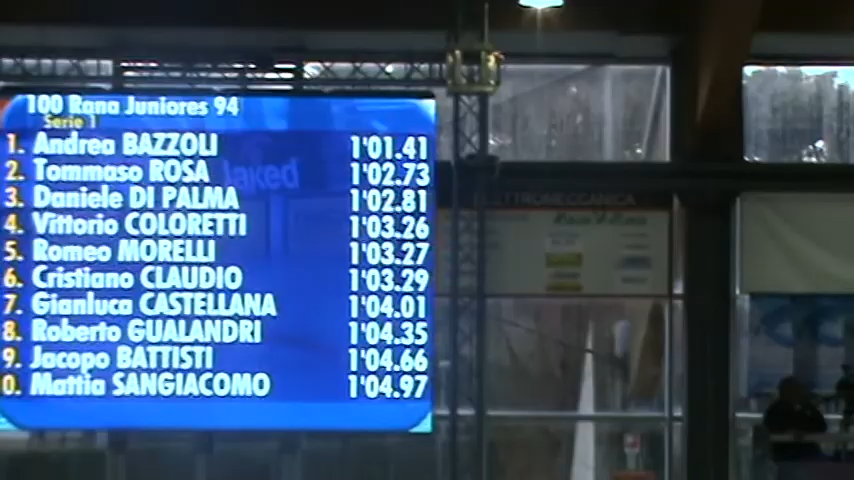 100 Rana Juniores 94
Serie 1
1. Andrea BAZZOLI 1'01.41
2. Tommaso ROSA 1'02.73
Jaked
3. Daniele DI PALMA 1'02.81
4. Vittorio COLORETTI 1'03.26
5. Romeo MORELLI 1'03.27
6. Cristiano CLAUDIO 1'03.29
7. Gianluca CASTELLANA 1'04.01
8. Roberto GUALANDRI 1'04.35
9. Jacopo BATTISTI 1'04.66
0. Mattia SANGIACOMO 1'04.97
ELETTROMECCANICA